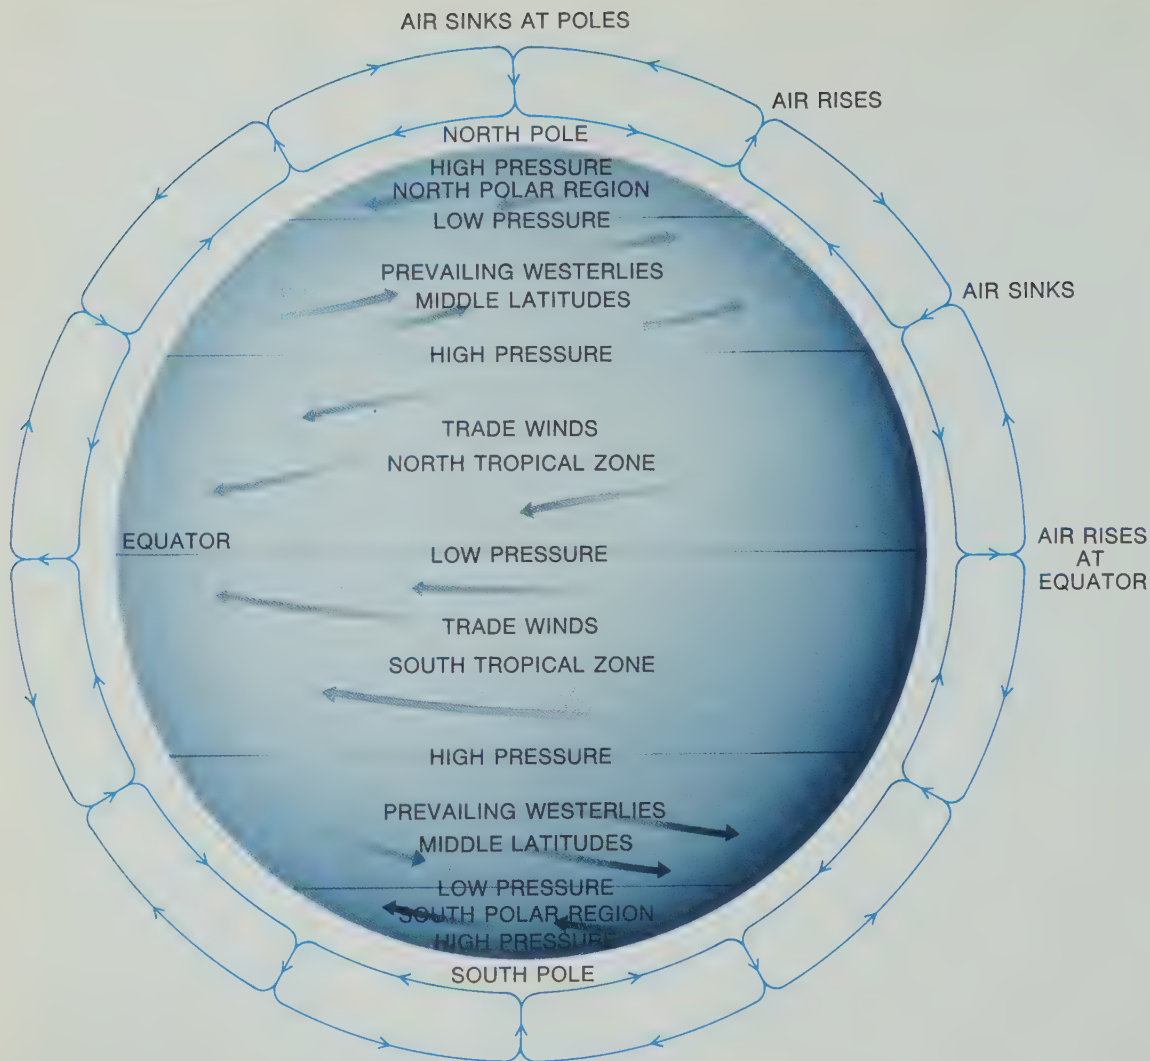 AIR SINKS AT POLES
AIR RISES
NORTH POLE
HIGH PRESSURE
NORTH POLAR REGION
LOW PRESSURE
PREVAILING WESTERLIES
MIDDLE LATITUDES
AIR SINKS
HIGH PRESSURE
TRADE WINDS
NORTH TROPICAL ZONE
EQUATOR
LOW PRESSURE
AIR RISES
AT
EQUATOR
TRADE WINDS
SOUTH TROPICAL ZONE
HIGH PRESSURE
PREVAILING WESTERLIES
MIDDLE LATITUDES
LOW PRESSURE
SOUTH POLAR REGION
HIGH PRESSURE
SOUTH POLE